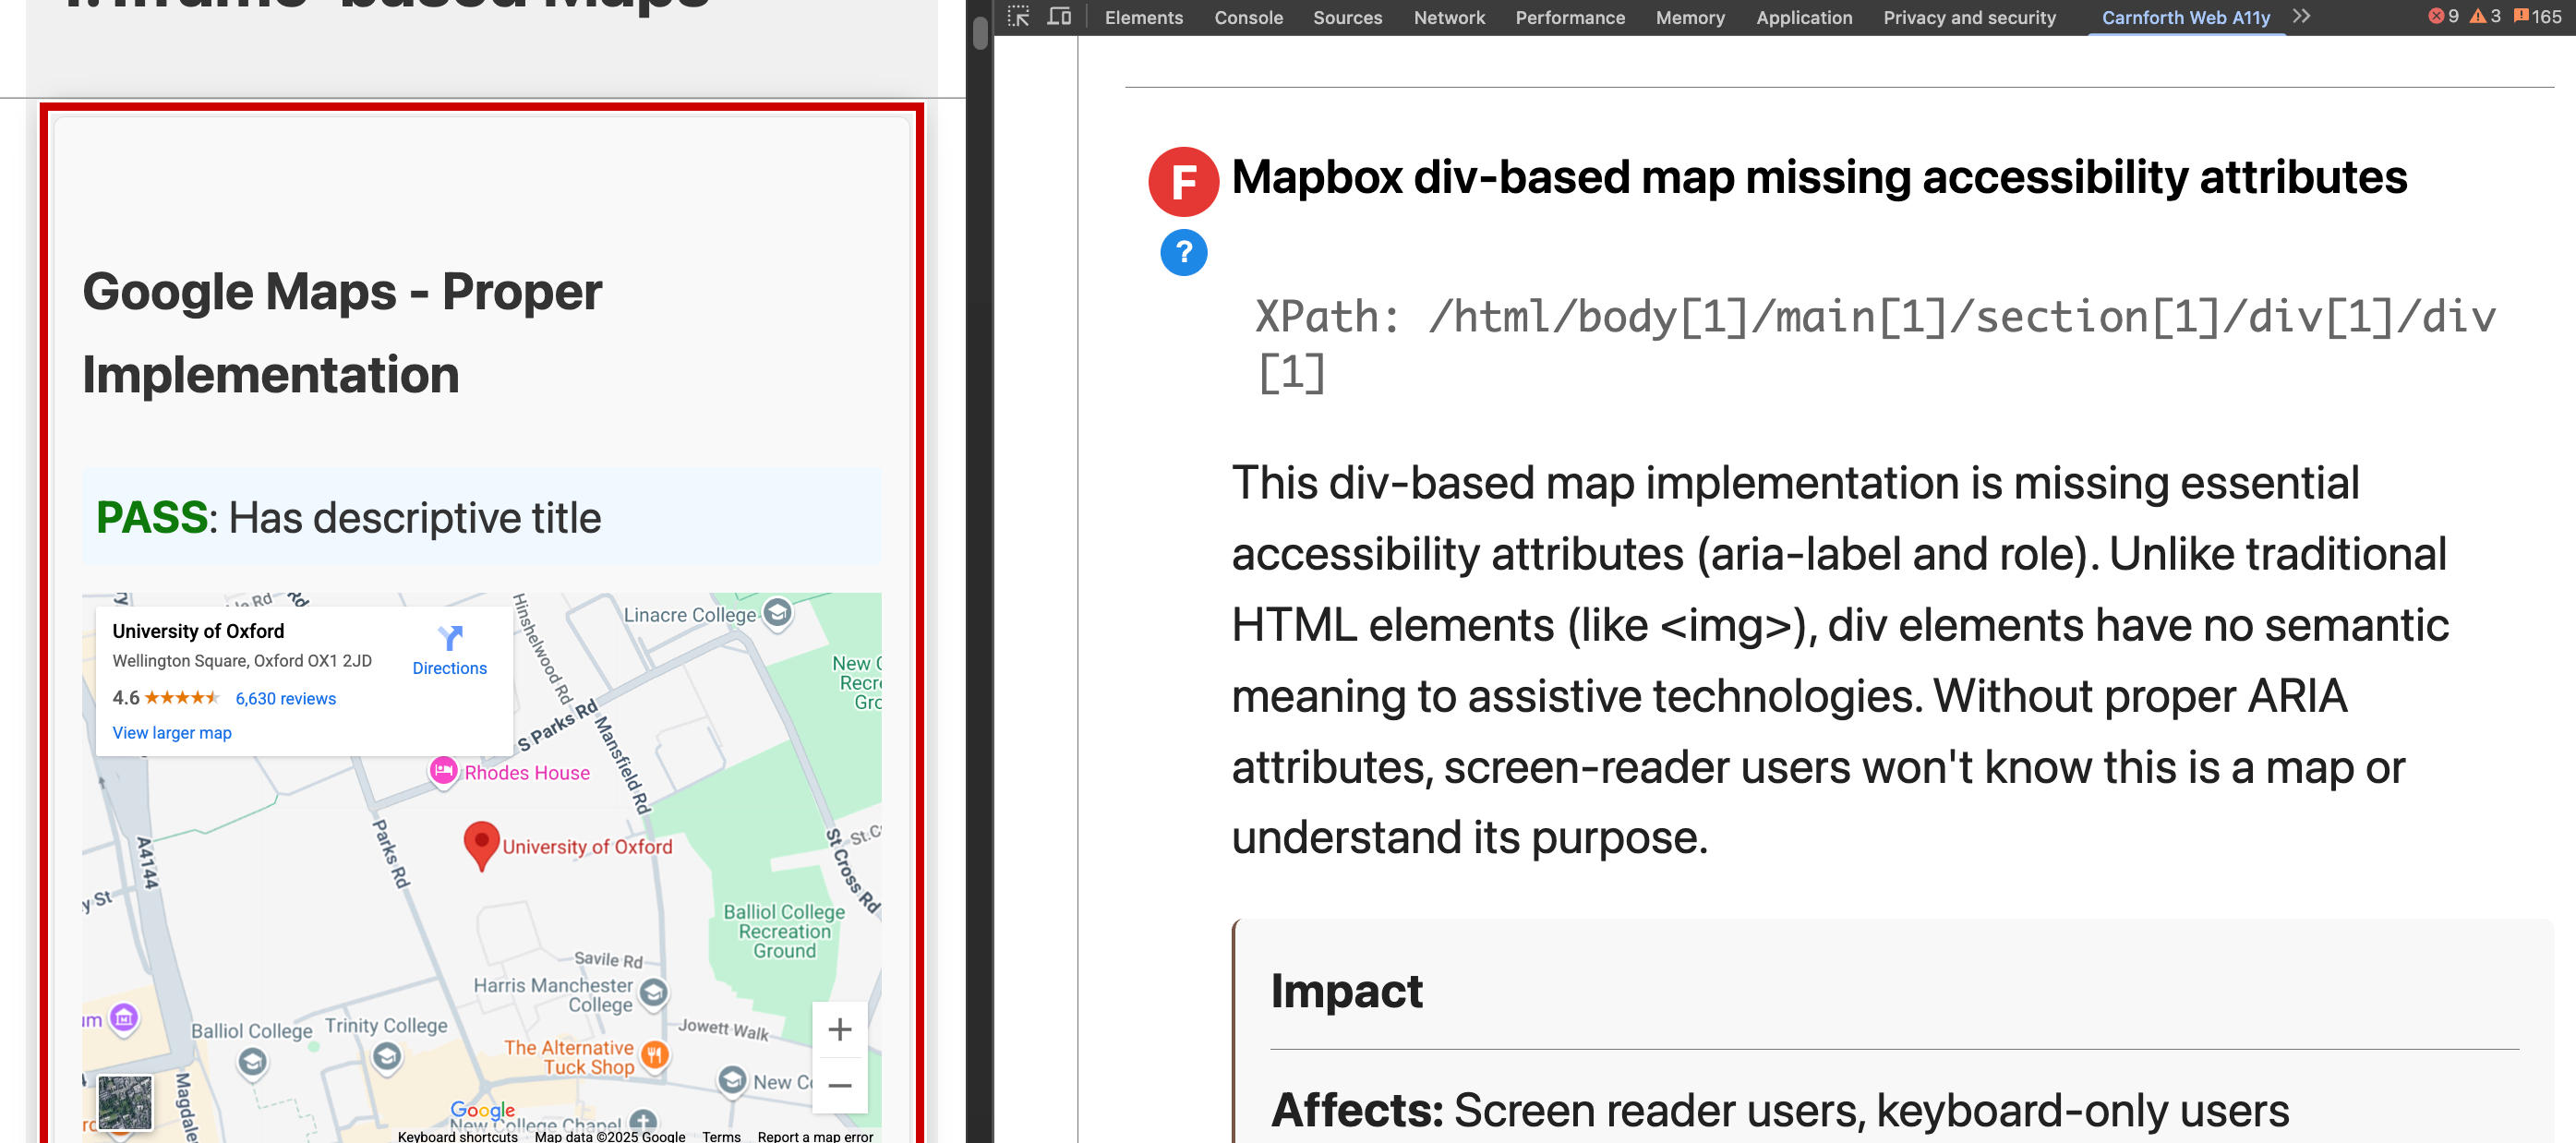 1. Iframe-based Maps
Google Maps - Proper
Implementation
PASS: Has descriptive title
University of Oxford
Wellington Square, Oxford OX1 2JD
Directions
4.6
6,630 reviews
View larger map
Linacre College
Hinshelwood Rd
S Parks Rd
Mansfield Rd
Rhodes House
University of Oxford
Parks Rd
A4144
St Cross Rd
Balliol College
Recreation
Ground
Savile Rd
Harris Manchester
College
Jowett Walk
Balliol College
Trinity College
The Alternative
Tuck Shop
Google
New College Chapel
Keyboard shortcuts
Map data ©2025 Google
Terms
Report a map error
Elements
Console
Sources
Network
Performance
Memory
Application
Privacy and security
Carnforth Web A11y
9
3
165
F
Mapbox div-based map missing accessibility attributes
?
XPath: /html/body[1]/main[1]/section[1]/div[1]/div
[1]
This div-based map implementation is missing essential
accessibility attributes (aria-label and role). Unlike traditional
HTML elements (like <img>), div elements have no semantic
meaning to assistive technologies. Without proper ARIA
attributes, screen-reader users won't know this is a map or
understand its purpose.
Impact
Affects: Screen reader users, keyboard-only users